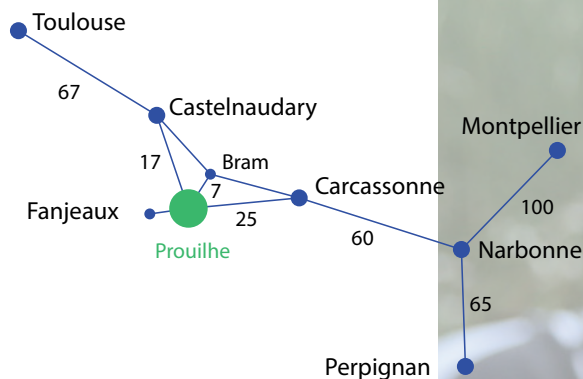 Toulouse
67
Castelnaudary
Montpellier
17
Bram
7
Carcassonne
Fanjeaux
25
100
60
Prouilhe
Narbonne
65
Perpignan